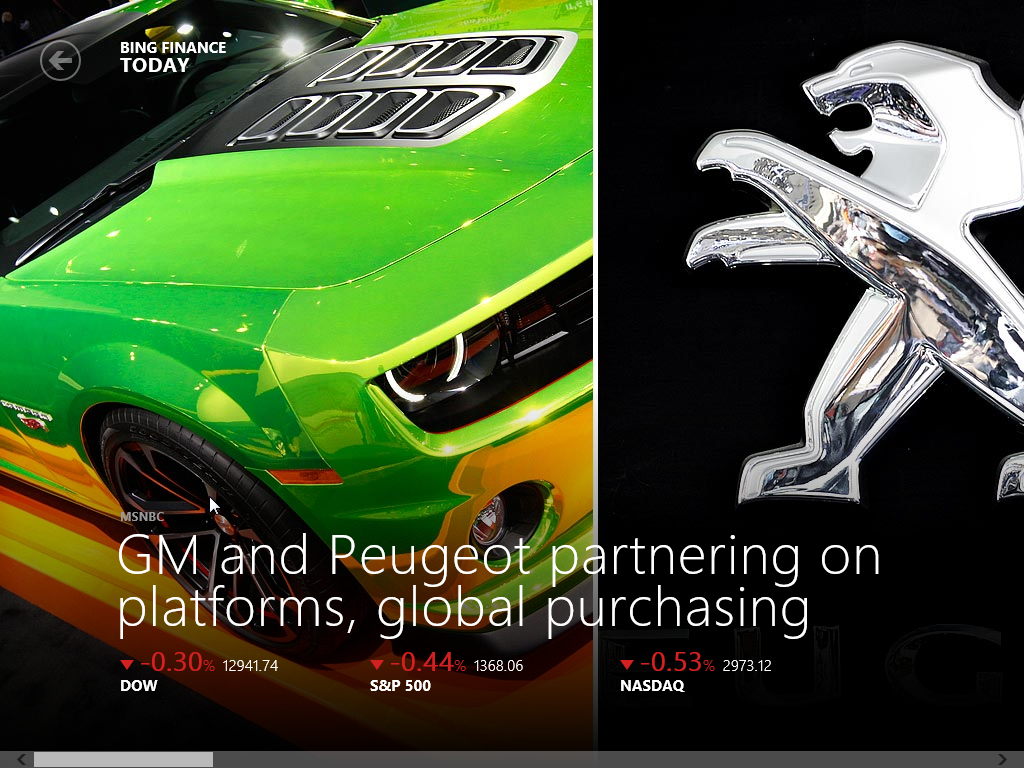 BING FINANCE
TODAY
MSNBC
GM and Peugeot partnering on
platforms, global purchasing
-0.30% 12941.74
DOW
-0.44% 1368.06
S&P 500
-0.53% 2973.12
NASDAQ